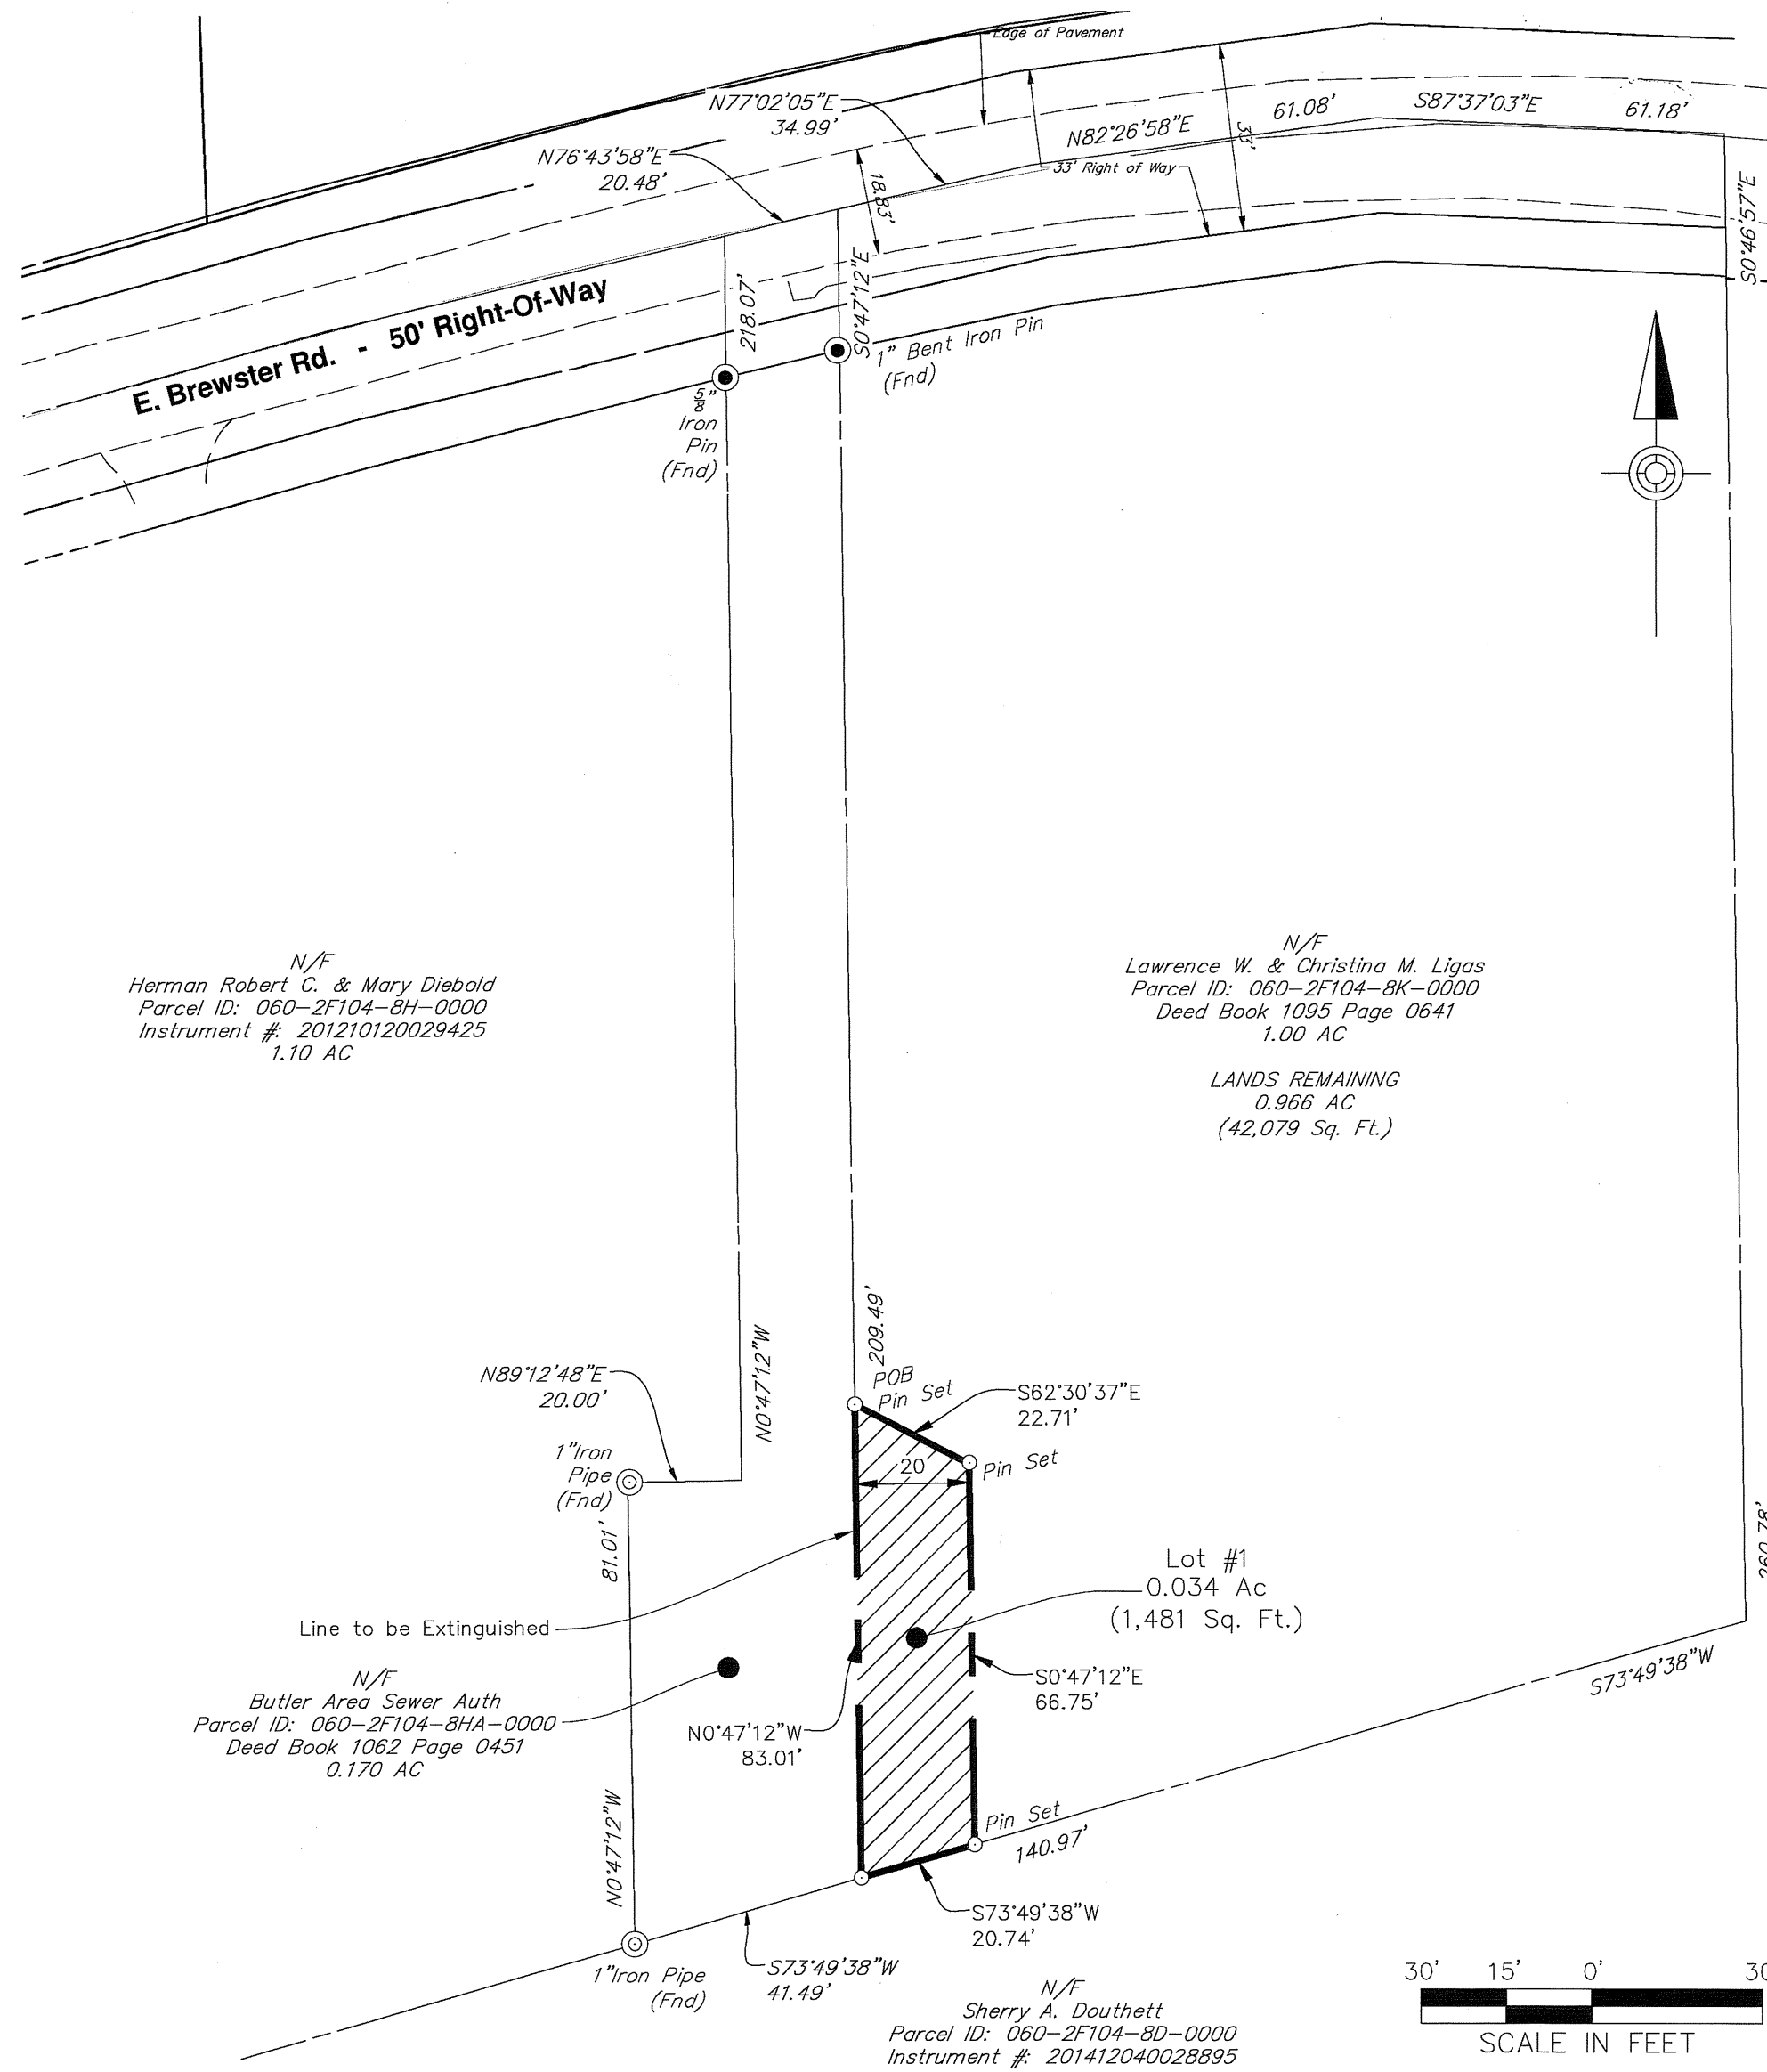 Edge of Pavement
N77°02'05"E
34.99'
N76°43'58"E
20.48'
N82°26'58"E
61.08'
S87°37'03"E
61.18'
33'
33' Right of Way
18.83'
S0°46'57"E
E. Brewster Rd. - 50' Right-Of-Way
218.07'
S0°47'12"E
1" Bent Iron Pin
(Fnd)
5/8"
Iron
Pin
(Fnd)
N/F
Herman Robert C. & Mary Diebold
Parcel ID: 060-2F104-8H-0000
Instrument #: 201210120029425
1.10 AC
N/F
Lawrence W. & Christina M. Ligas
Parcel ID: 060-2F104-8K-0000
Deed Book 1095 Page 0641
1.00 AC
LANDS REMAINING
0.966 AC
(42,079 Sq. Ft.)
209.49'
N0°47'12"W
N89°12'48"E
20.00'
POB
Pin Set
S62°30'37"E
22.71'
1"Iron
Pipe
(Fnd)
20
Pin Set
81.01'
260.78'
Lot #1
0.034 Ac
(1,481 Sq. Ft.)
Line to be Extinguished
N/F
Butler Area Sewer Auth
Parcel ID: 060-2F104-8HA-0000
Deed Book 1062 Page 0451
0.170 AC
S0°47'12"E
66.75'
S73°49'38"W
N0°47'12"W
83.01'
N0°47'12"W
Pin Set
140.97'
S73°49'38"W
20.74'
S73°49'38"W
41.49'
1"Iron Pipe
(Fnd)
N/F
Sherry A. Douthett
Parcel ID: 060-2F104-8D-0000
Instrument #: 201412040028895
30' 15' 0' 30
SCALE IN FEET